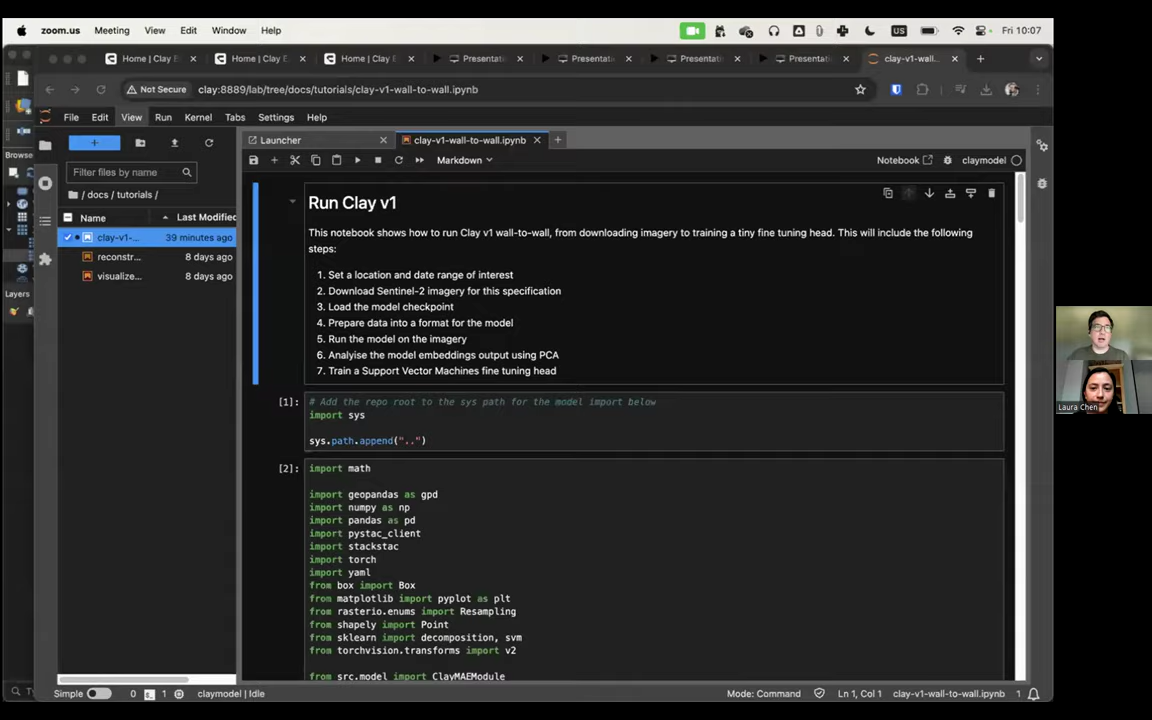 zoom.us Meeting View Edit Window Help US Fri 10:07
Home | Clay E Home | Clay E Home | Clay E Presentat Presentat Presentat Presentat clay-v1-wall-
Not Secure clay:8889/lab/tree/docs/tutorials/clay-v1-wall-to-wall.ipynb
File Edit View Run Kernel Tabs Settings Help
Launcher clay-v1-wall-to-wall.ipynb
Markdown Notebook claymodel
Browse
Filter files by name
/ docs / tutorials /
Name Last Modified
clay-v1-... 39 minutes ago
reconstr... 8 days ago
visualize... 8 days ago
Layers
Run Clay v1
This notebook shows how to run Clay v1 wall-to-wall, from downloading imagery to training a tiny fine tuning head. This will include the following
steps:
1. Set a location and date range of interest
2. Download Sentinel-2 imagery for this specification
3. Load the model checkpoint
4. Prepare data into a format for the model
5. Run the model on the imagery
6. Analyse the model embeddings output using PCA
7. Train a Support Vector Machines fine tuning head
[1]: # Add the repo root to the sys path for the model import below
import sys
sys.path.append("..")
[2]: import math
import geopandas as gpd
import numpy as np
import pandas as pd
import pystac_client
import stackstac
import torch
import yaml
from box import Box
from matplotlib import pyplot as plt
from rasterio.enums import Resampling
from shapely import Point
from sklearn import decomposition, svm
from torchvision.transforms import v2
from src.model import ClayMAEModule
Laura Chen
Simple 0 1 claymodel | Idle Mode: Command Ln 1, Col 1 clay-v1-wall-to-wall.ipynb 1